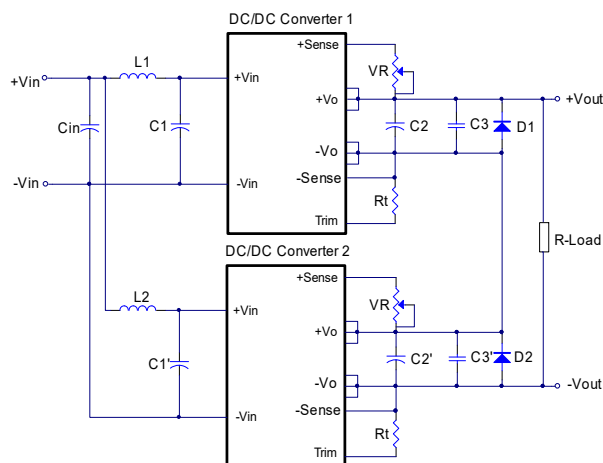 DC/DC Converter 1
+Sense
L1
VR
+Vin
+Vin
+Vo
+Vout
Cin
C1
C2
C3
D1
-Vo
-Vin
-Vin
-Sense
Rt
Trim
R-Load
DC/DC Converter 2
+Sense
L2
VR
+Vin
+Vo
C1'
C2'
C3'
D2
-Vo
-Vout
-Vin
-Sense
Rt
Trim